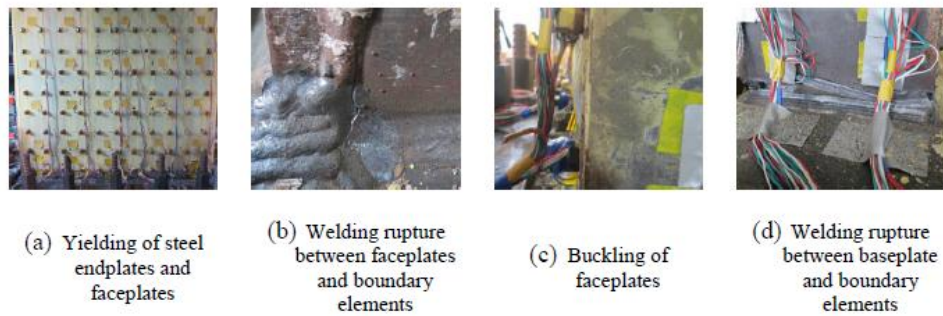 (a) Yielding of steel
endplates and
faceplates
(b) Welding rupture
between faceplates
and boundary
elements
(c) Buckling of
faceplates
(d) Welding rupture
between baseplate
and boundary
elements